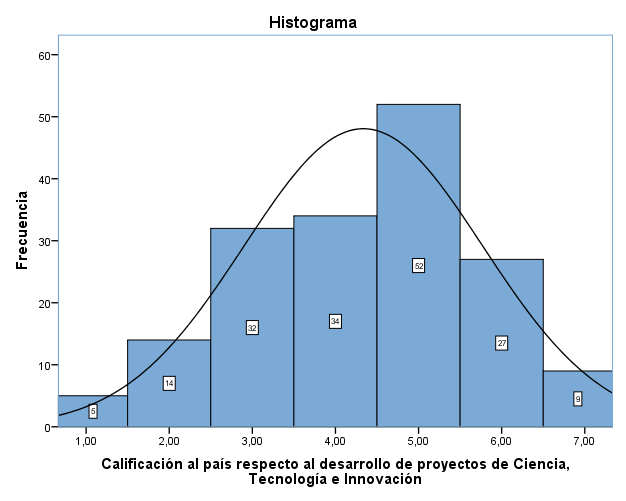 Histograma
60
50
40
30
20
10
0
Frecuencia
5
14
32
34
52
27
9
1,00 2,00 3,00 4,00 5,00 6,00 7,00
Calificación al país respecto al desarrollo de proyectos de Ciencia,
Tecnología e Innovación